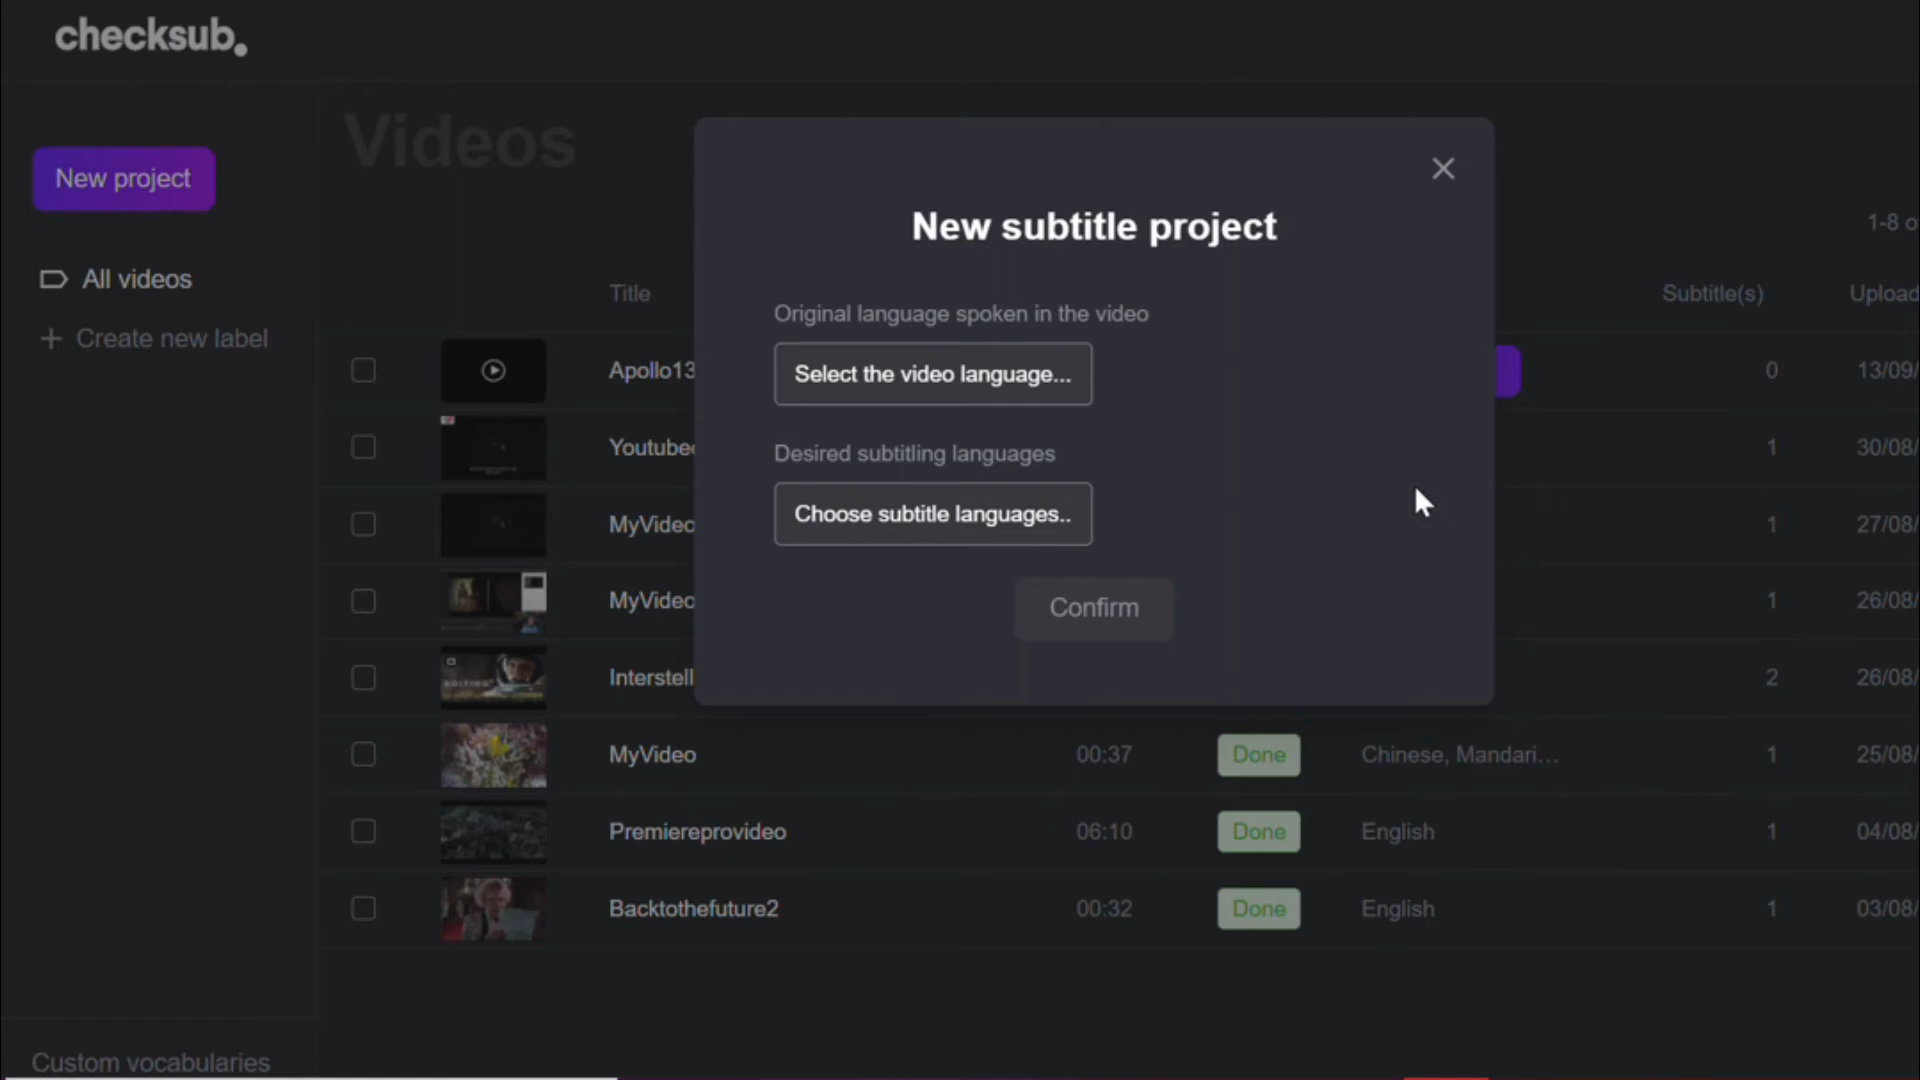 checksub.
New project
All videos
Create new label
Custom vocabularies
Videos
1-8 o
Title
Subtitle(s)
Upload
Apollo13
0
13/09/
Youtube
1
30/08/
MyVideo
1
27/08/
MyVideo
1
26/08/
Interstell
2
26/08/
MyVideo
00:37
Done
Chinese, Mandari...
1
25/08/
Premiereprovideo
06:10
Done
English
1
04/08/
Backtothefuture2
00:32
Done
English
1
03/08/
New subtitle project
Original language spoken in the video
Select the video language...
Desired subtitling languages
Choose subtitle languages..
Confirm